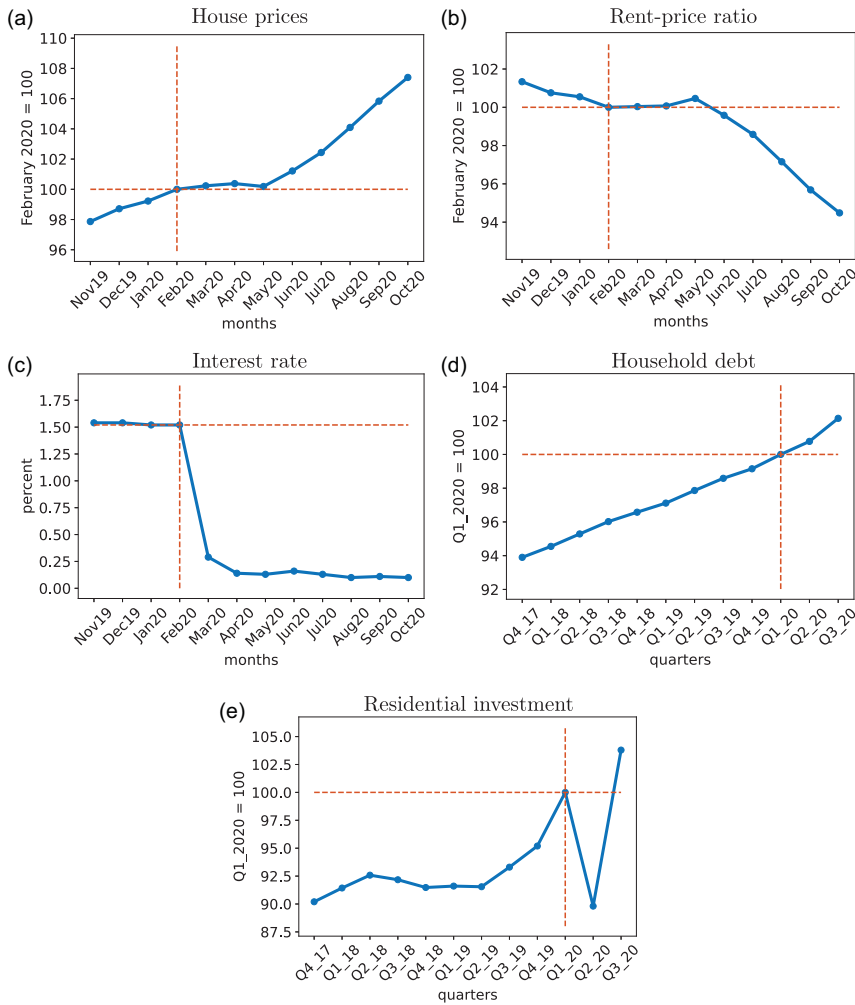 (a)
House prices
110
108
106
104
102
100
98
96
February 2020 = 100
Nov19
Dec19
Jan20
Feb20
Mar20
Apr20
May20
Jun20
Jul20
Aug20
Sep20
Oct20
months
(b)
Rent-price ratio
102
100
98
96
94
February 2020 = 100
Nov19
Dec19
Jan20
Feb20
Mar20
Apr20
May20
Jun20
Jul20
Aug20
Sep20
Oct20
months
(c)
Interest rate
1.75
1.50
1.25
1.00
0.75
0.50
0.25
0.00
percent
Nov19
Dec19
Jan20
Feb20
Mar20
Apr20
May20
Jun20
Jul20
Aug20
Sep20
Oct20
months
(d)
Household debt
104
102
100
98
96
94
92
Q1_2020 = 100
Q4_17
Q1_18
Q2_18
Q3_18
Q4_18
Q1_19
Q2_19
Q3_19
Q4_19
Q1_20
Q2_20
Q3_20
quarters
(e)
Residential investment
105.0
102.5
100.0
97.5
95.0
92.5
90.0
87.5
Q1_2020 = 100
Q4_17
Q1_18
Q2_18
Q3_18
Q4_18
Q1_19
Q2_19
Q3_19
Q4_19
Q1_20
Q2_20
Q3_20
quarters